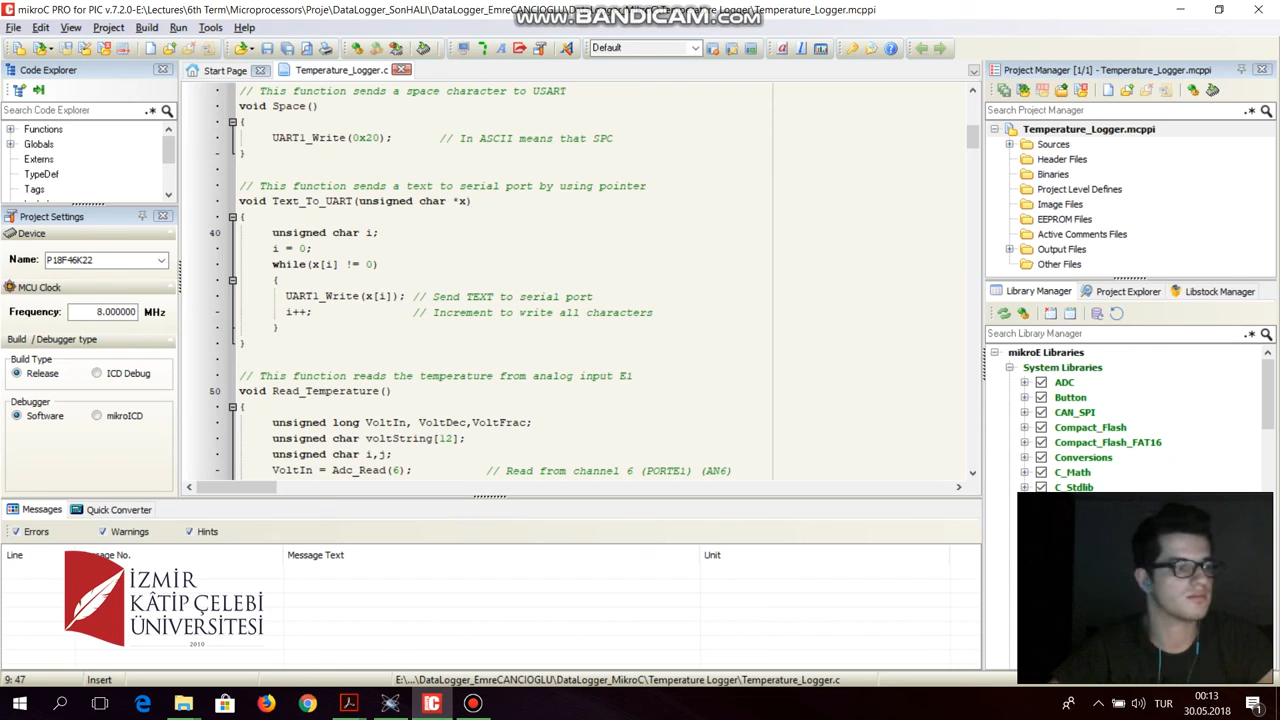 mikroC PRO for PIC v.7.2.0-E:\Lectures\6th Term\Microprocessors\Proje\DataLogger_SonHALI\DataLogger_EmreCANCIOGLU\DataLogger_
Temperature_Logger.mcppi
www.BANDICAM.com
File Edit View Project Build Run Tools Help
Default
Code Explorer
Search Code Explorer
Functions
Globals
Externs
TypeDef
Tags
Project Settings
Device
Name: P18F46K22
MCU Clock
Frequency: 8.000000 MHz
Build / Debugger type
Build Type
Release ICD Debug
Debugger
Software mikroICD
Start Page Temperature_Logger.c
// This function sends a space character to USART
void Space()
{
UART1_Write(0x20); // In ASCII means that SPC
}
// This function sends a text to serial port by using pointer
void Text_To_UART(unsigned char *x)
{
40 unsigned char i;
i = 0;
while(x[i] != 0)
{
UART1_Write(x[i]); // Send TEXT to serial port
i++; // Increment to write all characters
}
}
// This function reads the temperature from analog input E1
50 void Read_Temperature()
{
unsigned long VoltIn, VoltDec,VoltFrac;
unsigned char voltString[12];
unsigned char i,j;
VoltIn = Adc_Read(6); // Read from channel 6 (PORTE1) (AN6)
Project Manager [1/1] - Temperature_Logger.mcppi
Search Project Manager
Temperature_Logger.mcppi
Sources
Header Files
Binaries
Project Level Defines
Image Files
EEPROM Files
Active Comments Files
Output Files
Other Files
Library Manager Project Explorer Libstock Manager
Search Library Manager
mikroE Libraries
System Libraries
ADC
Button
CAN_SPI
Compact_Flash
Compact_Flash_FAT16
Conversions
C_Math
C_Stdlib
Messages Quick Converter
Errors Warnings Hints
Line Message No. Message Text Unit
İZMİR
KÂTİP ÇELEBİ
ÜNİVERSİTESİ
2010
9: 47 Insert E:\...\DataLogger_EmreCANCIOGLU\DataLogger_MikroC\Temperature Logger\Temperature_Logger.c
TUR
00:13
30.05.2018
1